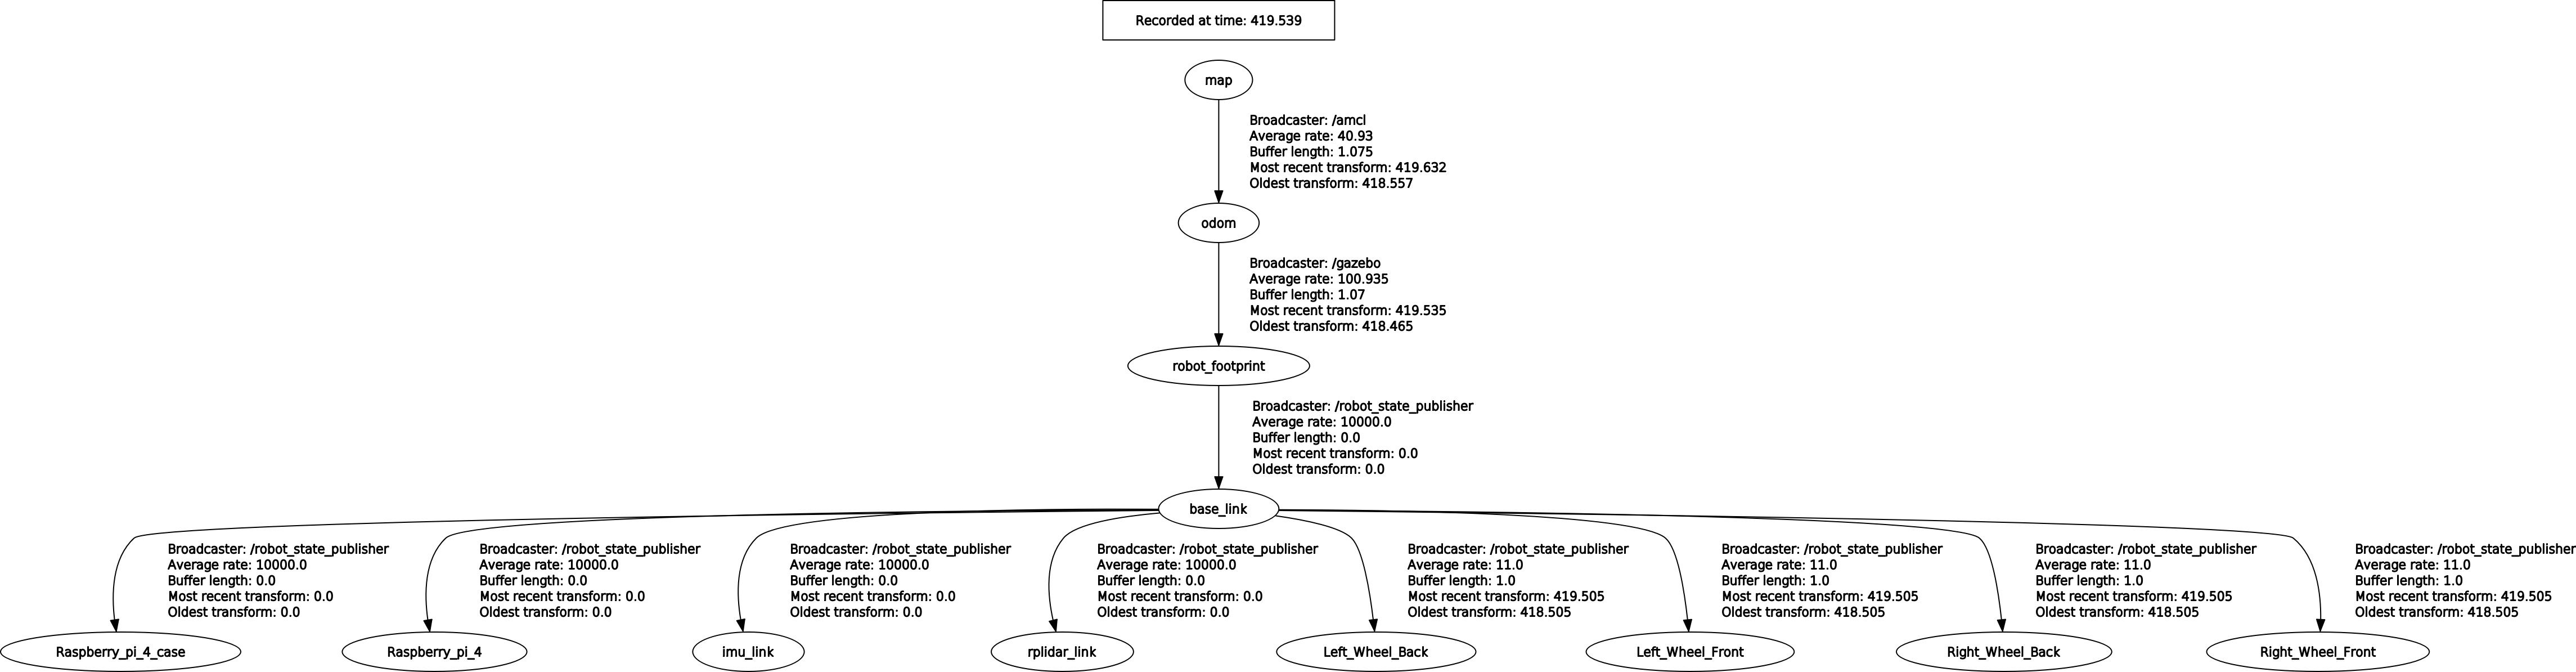 Recorded at time: 419.539
map
Broadcaster: /amcl
Average rate: 40.93
Buffer length: 1.075
Most recent transform: 419.632
Oldest transform: 418.557
odom
Broadcaster: /gazebo
Average rate: 100.935
Buffer length: 1.07
Most recent transform: 419.535
Oldest transform: 418.465
robot_footprint
Broadcaster: /robot_state_publisher
Average rate: 10000.0
Buffer length: 0.0
Most recent transform: 0.0
Oldest transform: 0.0
base_link
Broadcaster: /robot_state_publisher
Average rate: 10000.0
Buffer length: 0.0
Most recent transform: 0.0
Oldest transform: 0.0
Broadcaster: /robot_state_publisher
Average rate: 10000.0
Buffer length: 0.0
Most recent transform: 0.0
Oldest transform: 0.0
Broadcaster: /robot_state_publisher
Average rate: 10000.0
Buffer length: 0.0
Most recent transform: 0.0
Oldest transform: 0.0
Broadcaster: /robot_state_publisher
Average rate: 10000.0
Buffer length: 0.0
Most recent transform: 0.0
Oldest transform: 0.0
Broadcaster: /robot_state_publisher
Average rate: 11.0
Buffer length: 1.0
Most recent transform: 419.505
Oldest transform: 418.505
Broadcaster: /robot_state_publisher
Average rate: 11.0
Buffer length: 1.0
Most recent transform: 419.505
Oldest transform: 418.505
Broadcaster: /robot_state_publisher
Average rate: 11.0
Buffer length: 1.0
Most recent transform: 419.505
Oldest transform: 418.505
Broadcaster: /robot_state_publisher
Average rate: 11.0
Buffer length: 1.0
Most recent transform: 419.505
Oldest transform: 418.505
Raspberry_pi_4_case
Raspberry_pi_4
imu_link
rplidar_link
Left_Wheel_Back
Left_Wheel_Front
Right_Wheel_Back
Right_Wheel_Front